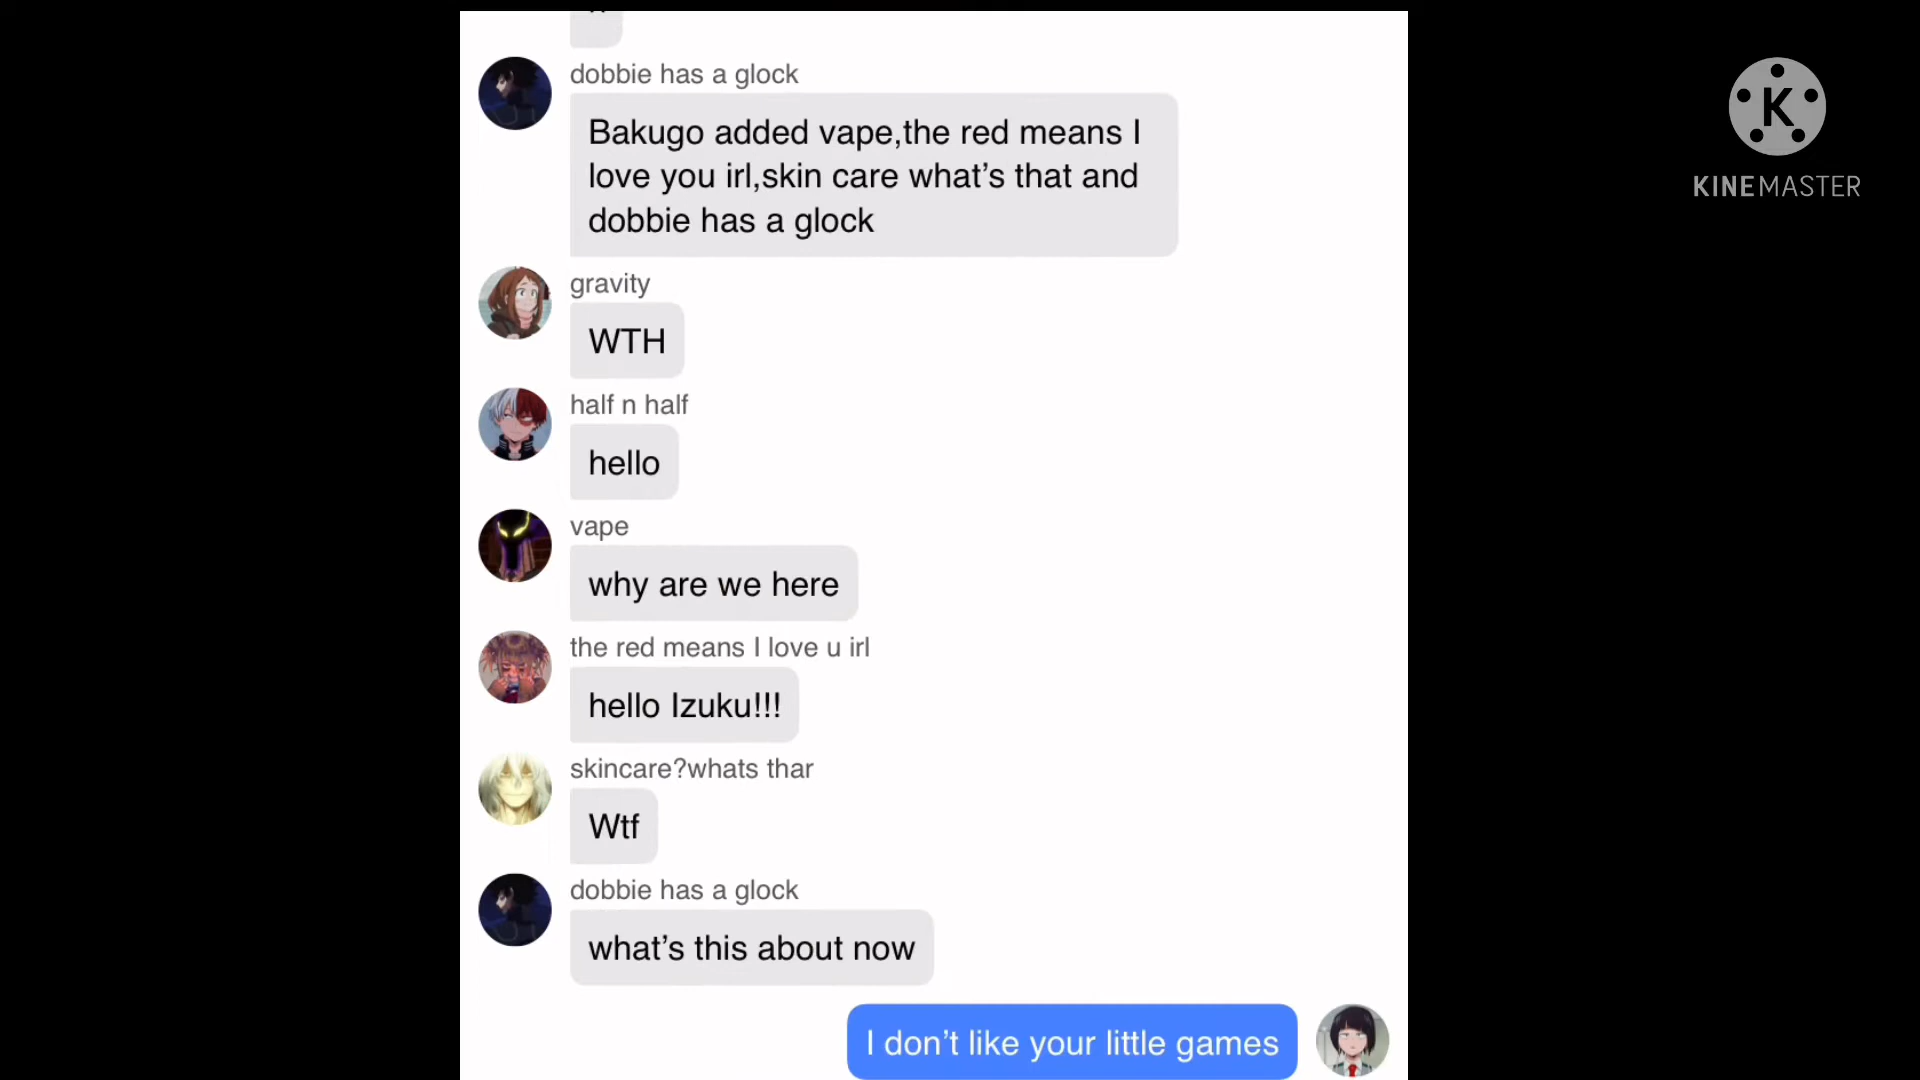 dobbie has a glock
Bakugo added vape,the red means I
love you irl,skin care what’s that and
dobbie has a glock
gravity
WTH
half n half
hello
vape
why are we here
the red means I love u irl
hello Izuku!!!
skincare?whats thar
Wtf
dobbie has a glock
what’s this about now
I don’t like your little games
K
KINEMASTER